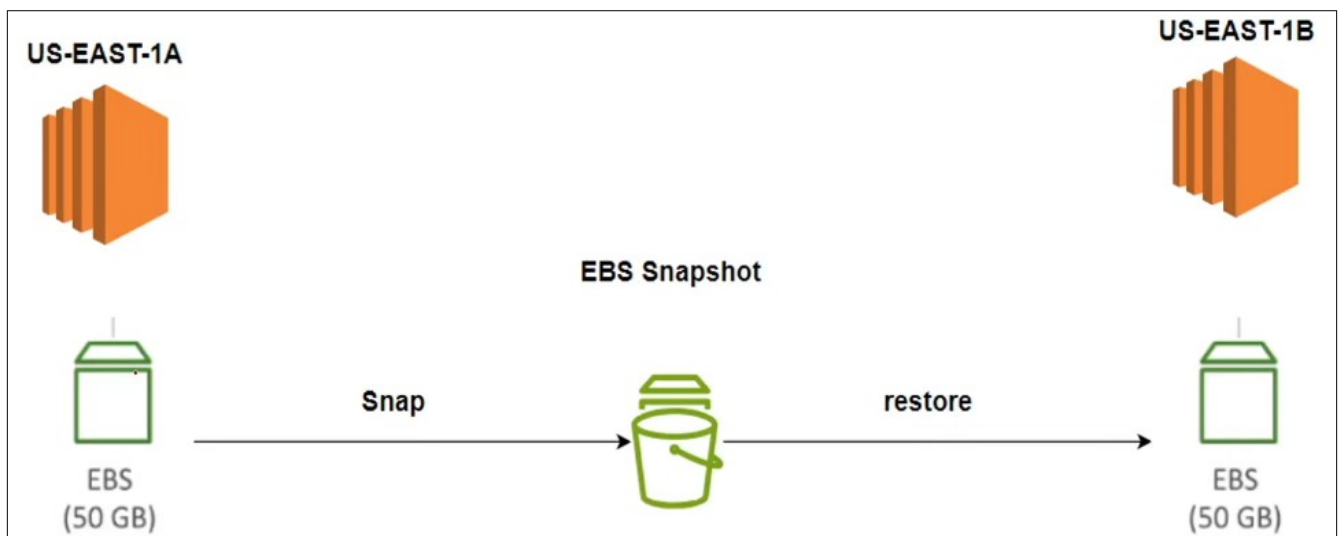 US-EAST-1A
US-EAST-1B
EBS Snapshot
Snap
restore
EBS
(50 GB)
EBS
(50 GB)